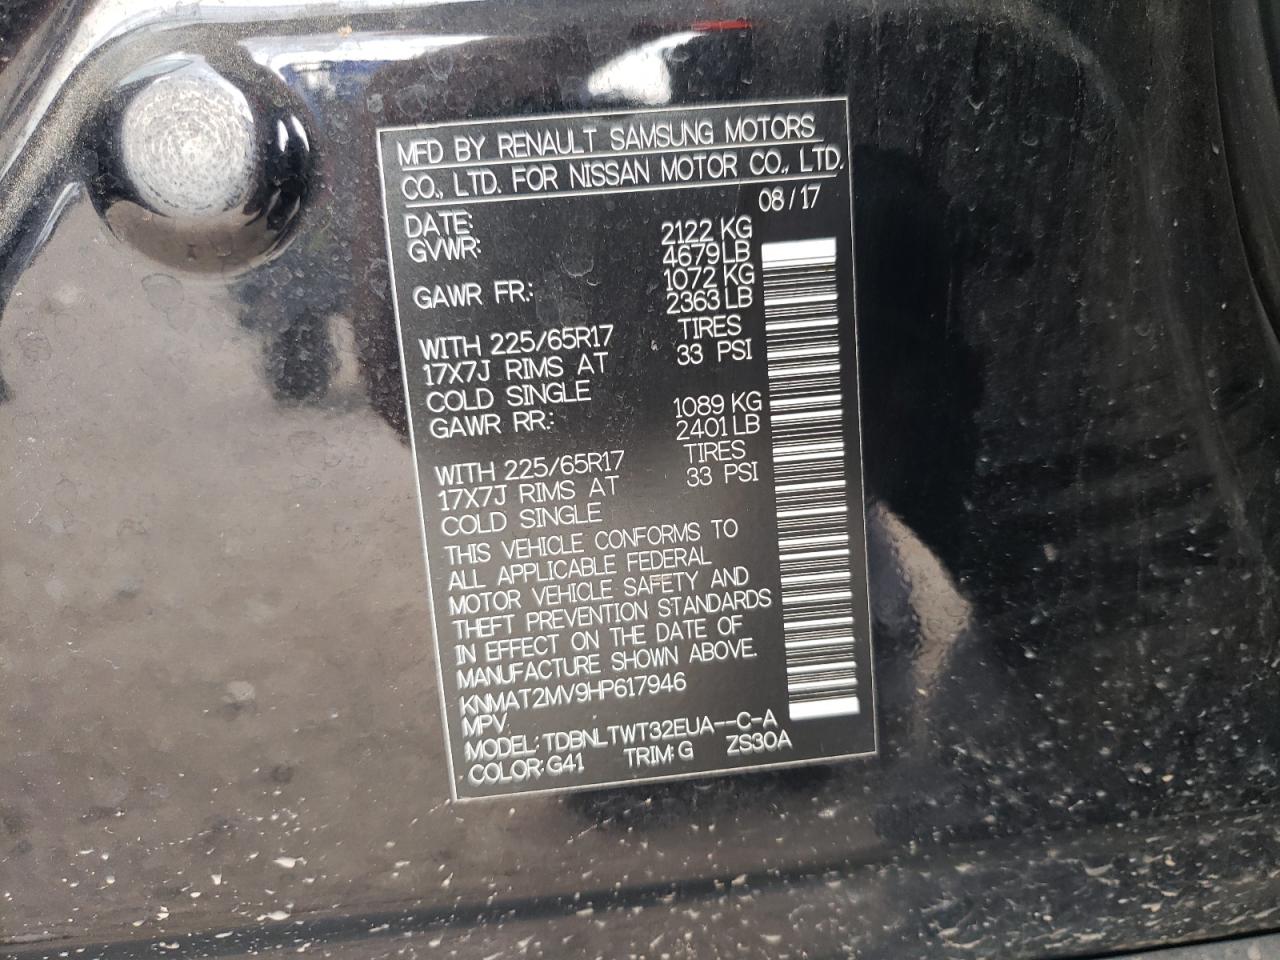 MFD BY RENAULT SAMSUNG MOTORS
CO., LTD. FOR NISSAN MOTOR CO., LTD.
DATE: 08/17
GVWR: 2122 KG
4679 LB
GAWR FR.: 1072 KG
2363 LB
WITH 225/65R17 TIRES
17X7J RIMS AT 33 PSI
COLD SINGLE
GAWR RR.: 1089 KG
2401 LB
WITH 225/65R17 TIRES
17X7J RIMS AT 33 PSI
COLD SINGLE
THIS VEHICLE CONFORMS TO
ALL APPLICABLE FEDERAL
MOTOR VEHICLE SAFETY AND
THEFT PREVENTION STANDARDS
IN EFFECT ON THE DATE OF
MANUFACTURE SHOWN ABOVE.
KNMAT2MV9HP617946
MPV
MODEL: TDBNLTWT32EUA--C-A
COLOR: G41 TRIM: G ZS30A